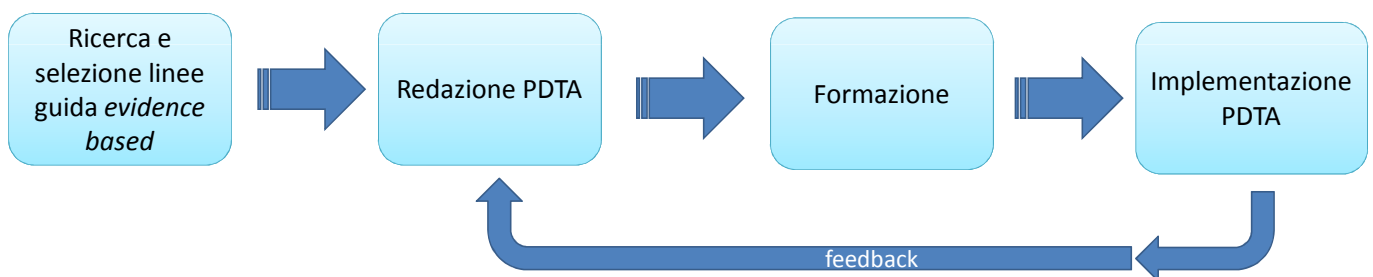 Ricerca e
selezione linee
guida evidence
based
Redazione PDTA
Formazione
Implementazione
PDTA
feedback